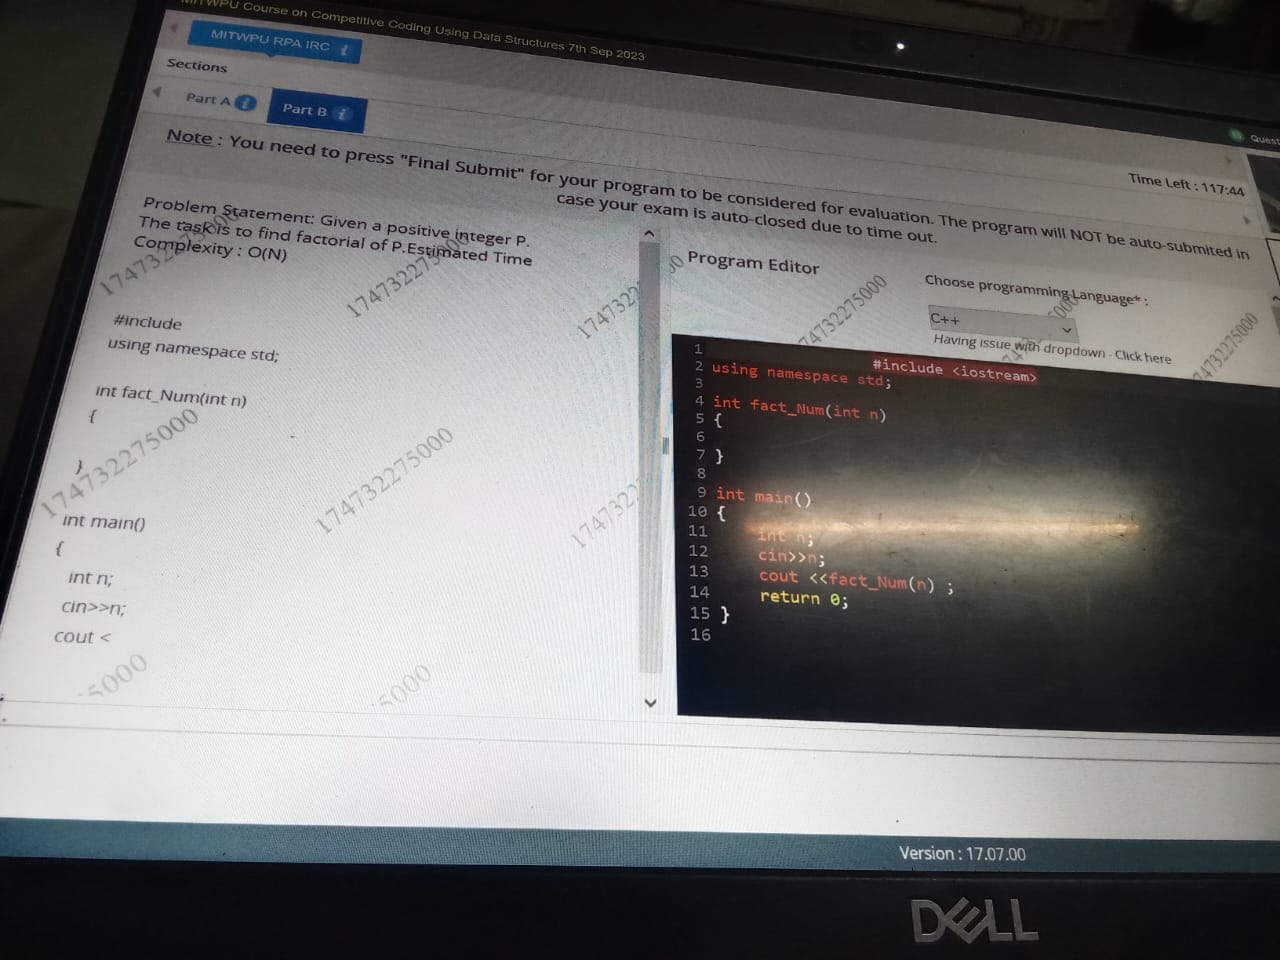 MITWPU Course on Competitive Coding Using Data Structures 7th Sep 2023
MITWPU RPA IRC i
Sections
Part A i
Part B i
Time Left : 117:44
Note : You need to press "Final Submit" for your program to be considered for evaluation. The program will NOT be auto-submited in
case your exam is auto-closed due to time out.
Problem Statement: Given a positive integer P.
The task is to find factorial of P.Estimated Time
Complexity : O(N)
#include
using namespace std;
int fact_Num(int n)
{
}
int main()
{
int n;
cin>>n;
cout <
Program Editor
Choose programming Language* :
C++
Having issue with dropdown - Click here
1 #include <iostream>
2 using namespace std;
3
4 int fact_Num(int n)
5 {
6
7 }
8
9 int main()
10 {
11 int n;
12 cin>>n;
13 cout <<fact_Num(n) ;
14 return 0;
15 }
16
174732275000
174732275000
174732275000
174732275000
Version : 17.07.00
DELL